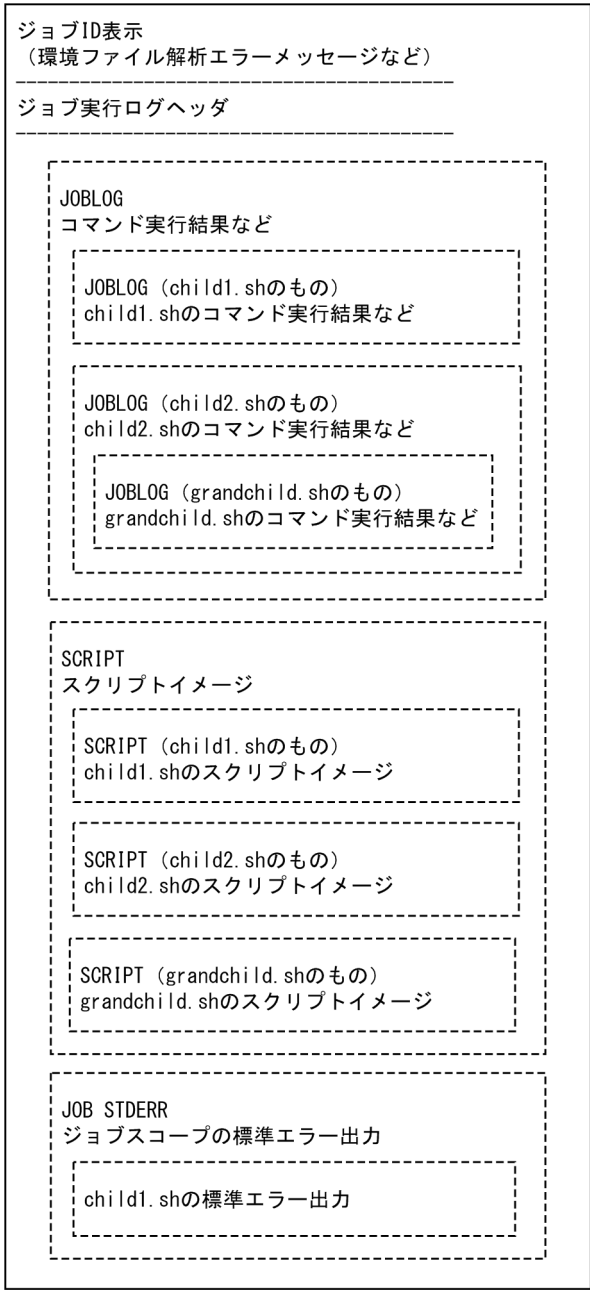 ジョブID表示
（環境ファイル解析エラーメッセージなど）
ジョブ実行ログヘッダ
JOBLOG
コマンド実行結果など
JOBLOG（child1.shのもの）
child1.shのコマンド実行結果など
JOBLOG（child2.shのもの）
child2.shのコマンド実行結果など
JOBLOG（grandchild.shのもの）
grandchild.shのコマンド実行結果など
SCRIPT
スクリプトイメージ
SCRIPT（child1.shのもの）
child1.shのスクリプトイメージ
SCRIPT（child2.shのもの）
child2.shのスクリプトイメージ
SCRIPT（grandchild.shのもの）
grandchild.shのスクリプトイメージ
JOB STDERR
ジョブスコープの標準エラー出力
child1.shの標準エラー出力